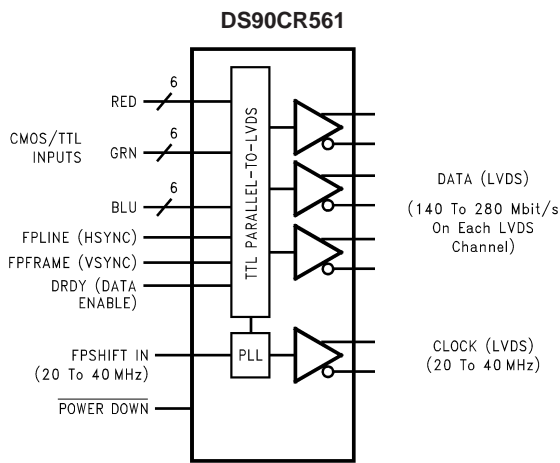 DS90CR561
6
RED
6
CMOS/TTL
INPUTS
GRN
6
BLU
FPLINE (HSYNC)
FPFRAME (VSYNC)
DRDY (DATA
ENABLE)
FPSHIFT IN
(20 To 40 MHz)
POWER DOWN
TTL PARALLEL-TO-LVDS
PLL
DATA (LVDS)
(140 To 280 Mbit/s
On Each LVDS
Channel)
CLOCK (LVDS)
(20 To 40 MHz)